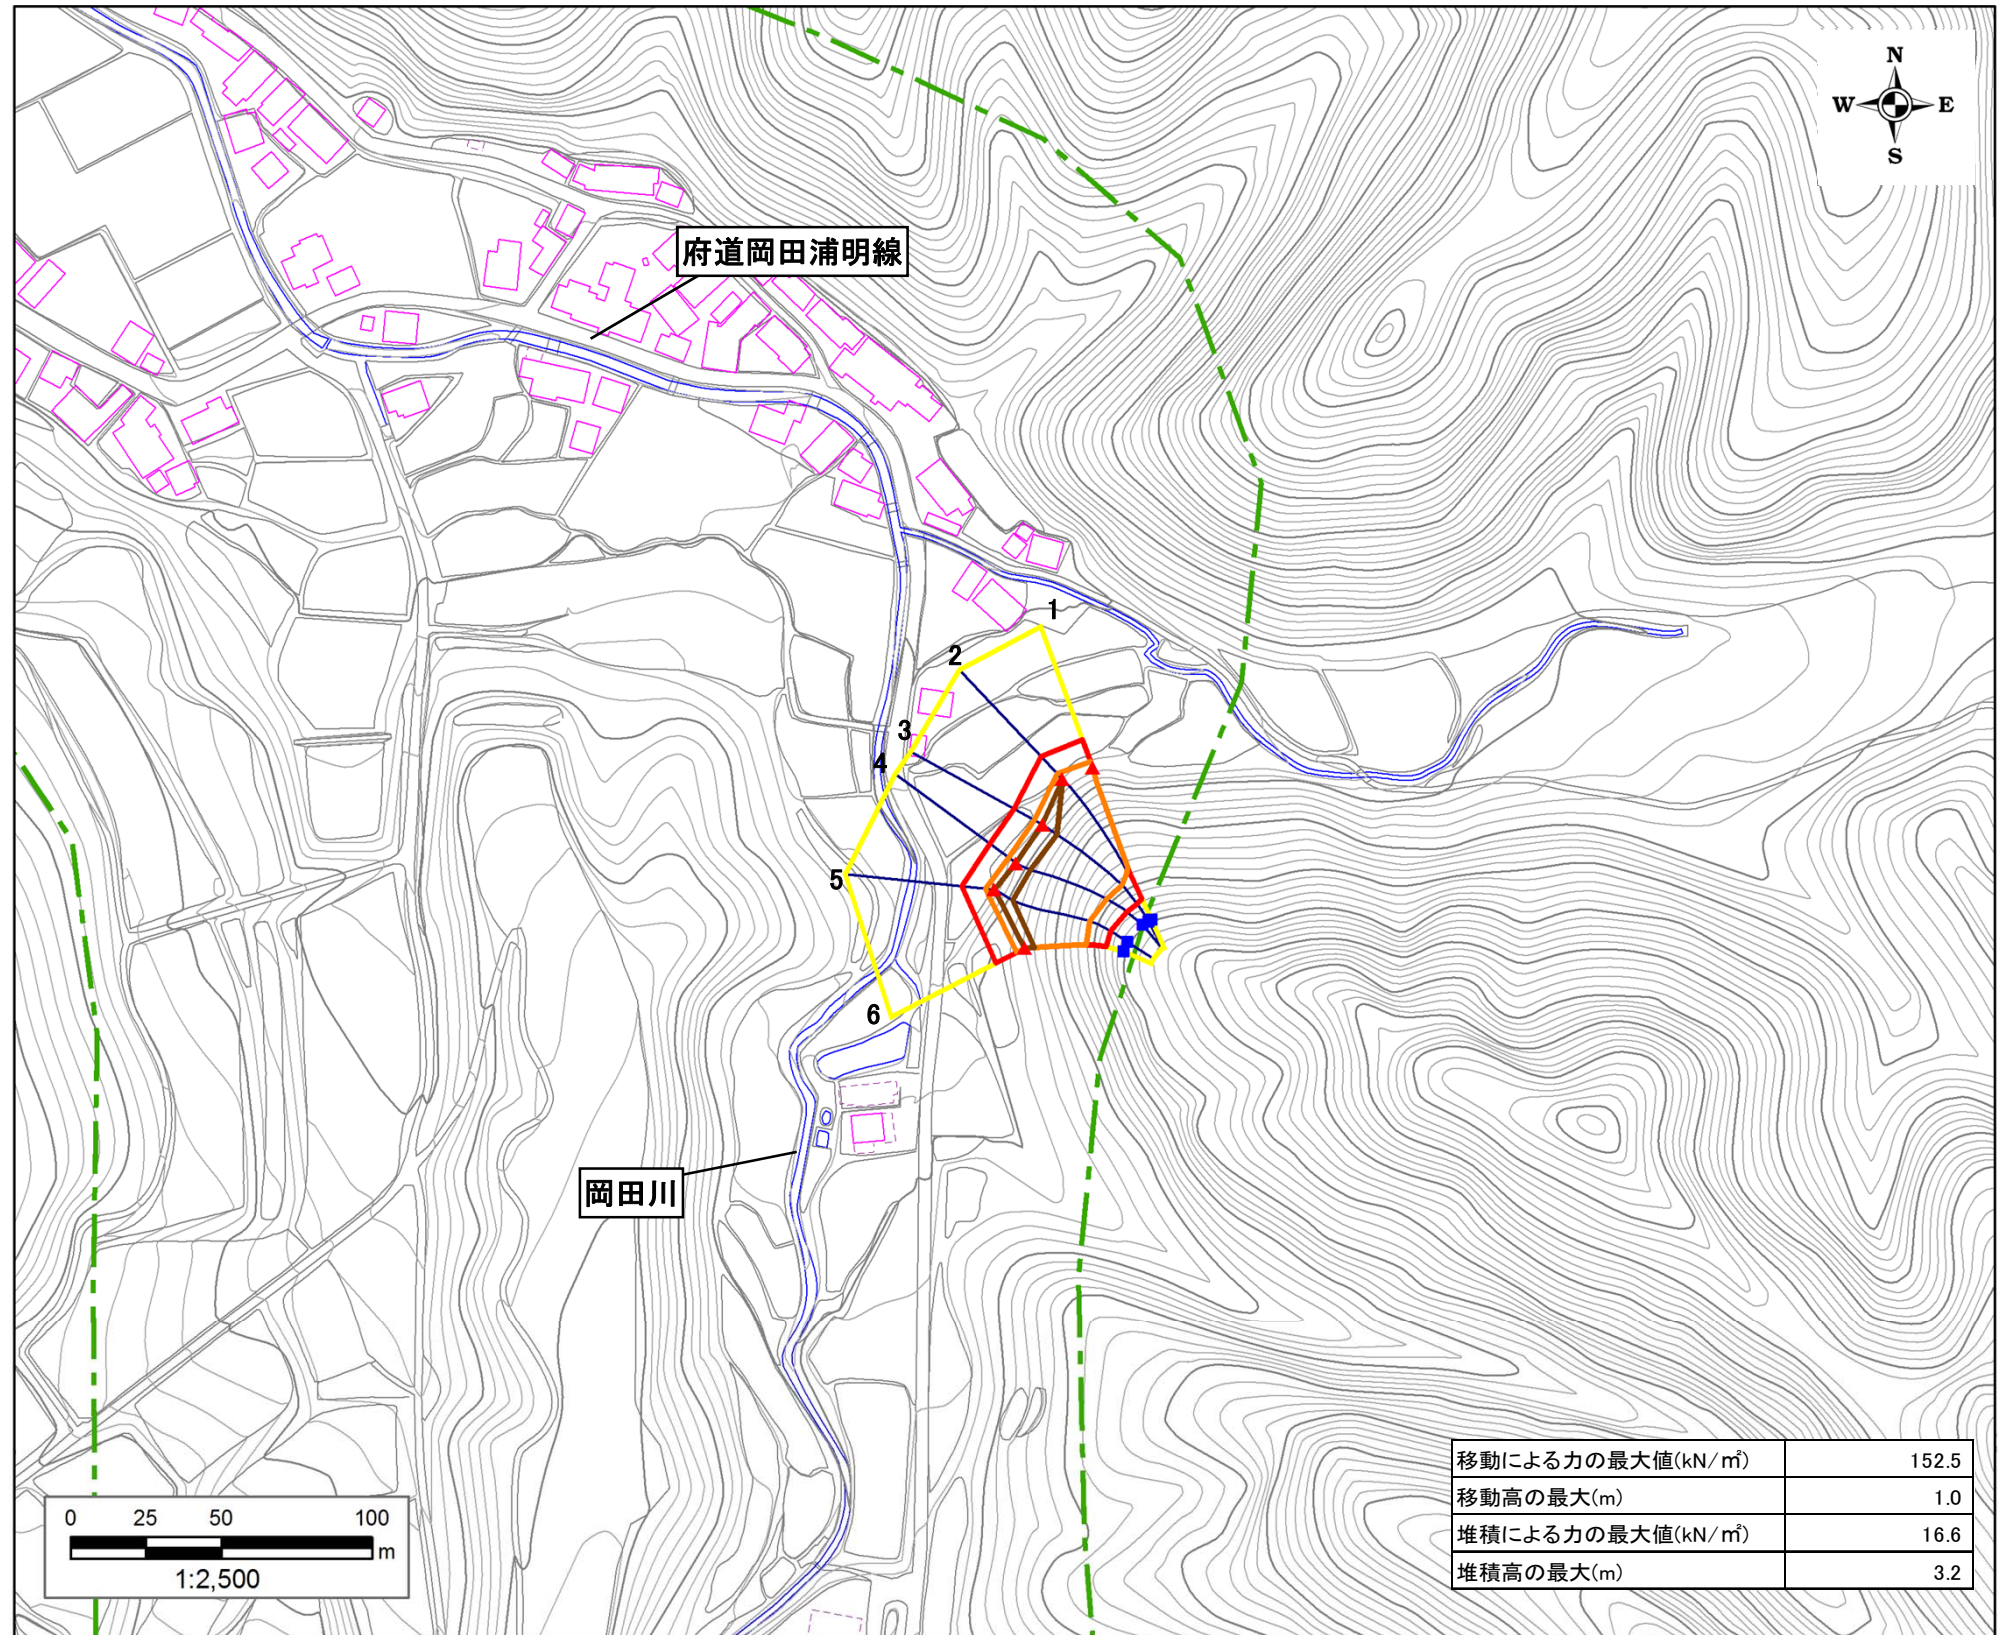 N
W E
S
府道岡田浦明線
1
2
3
4
5
6
岡田川
移動による力の最大値(kN/㎡) 152.5
移動高の最大(m) 1.0
堆積による力の最大値(kN/㎡) 16.6
堆積高の最大(m) 3.2
0 25 50 100
m
1:2,500